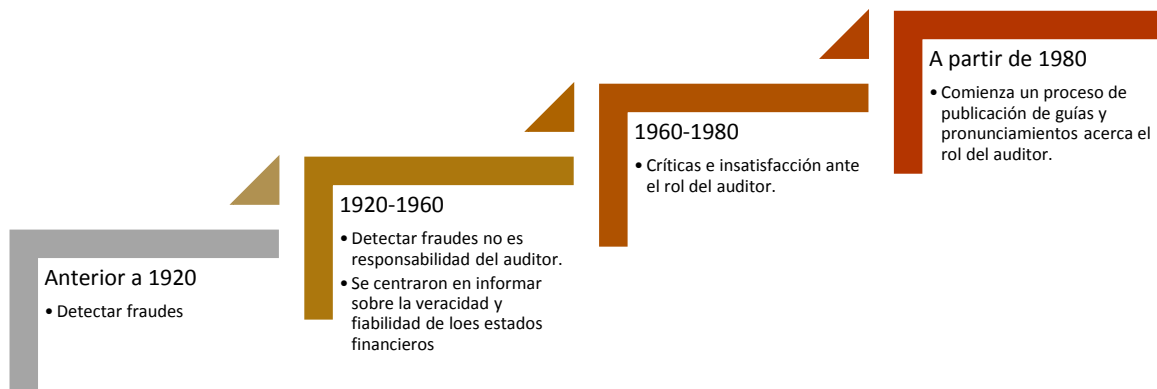 Anterior a 1920
• Detectar fraudes
1920-1960
• Detectar fraudes no es
responsabilidad del auditor.
• Se centraron en informar
sobre la veracidad y
fiabilidad de loes estados
financieros
1960-1980
• Críticas e insatisfacción ante
el rol del auditor.
A partir de 1980
• Comienza un proceso de
publicación de guías y
pronunciamientos acerca el
rol del auditor.